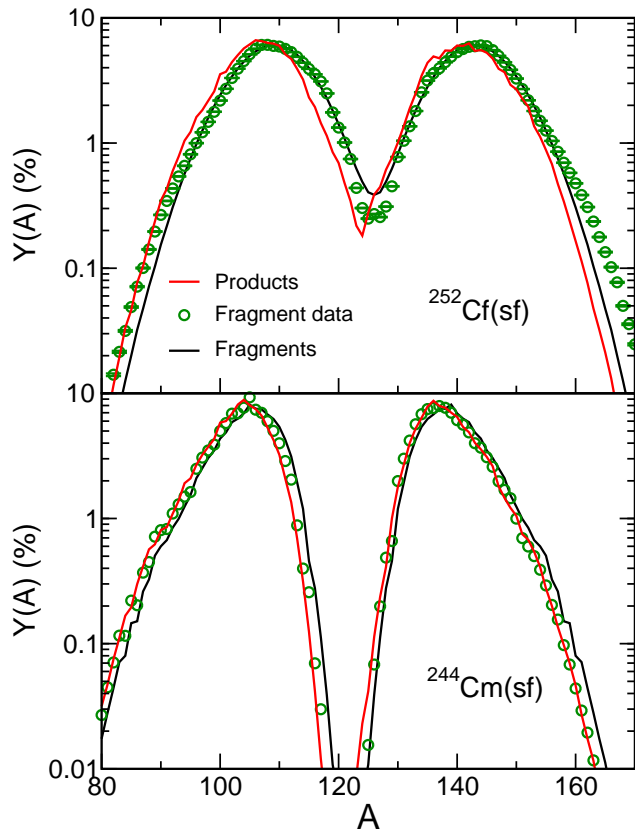 10
1
Y(A) (%)
0.1
Products
Fragment data
Fragments
252Cf(sf)
10
1
Y(A) (%)
0.1
244Cm(sf)
0.01
80 100 120 140 160
A